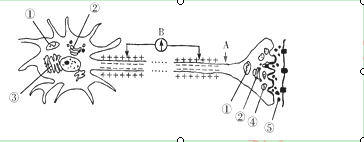 ① ② B A
+ + + + + + + + + +
+ + + + + + + + + +
③ ① ② ④ ⑤